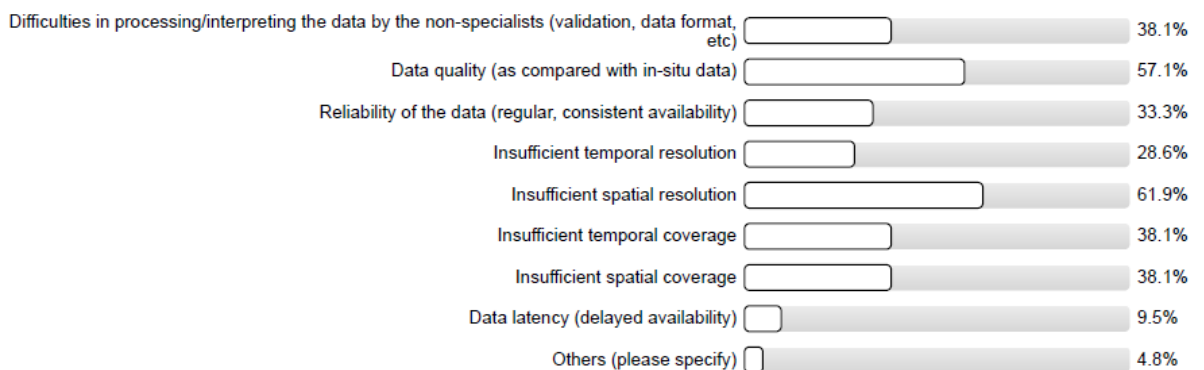 Difficulties in processing/interpreting the data by the non-specialists (validation, data format,
etc) 38.1%
Data quality (as compared with in-situ data) 57.1%
Reliability of the data (regular, consistent availability) 33.3%
Insufficient temporal resolution 28.6%
Insufficient spatial resolution 61.9%
Insufficient temporal coverage 38.1%
Insufficient spatial coverage 38.1%
Data latency (delayed availability) 9.5%
Others (please specify) 4.8%